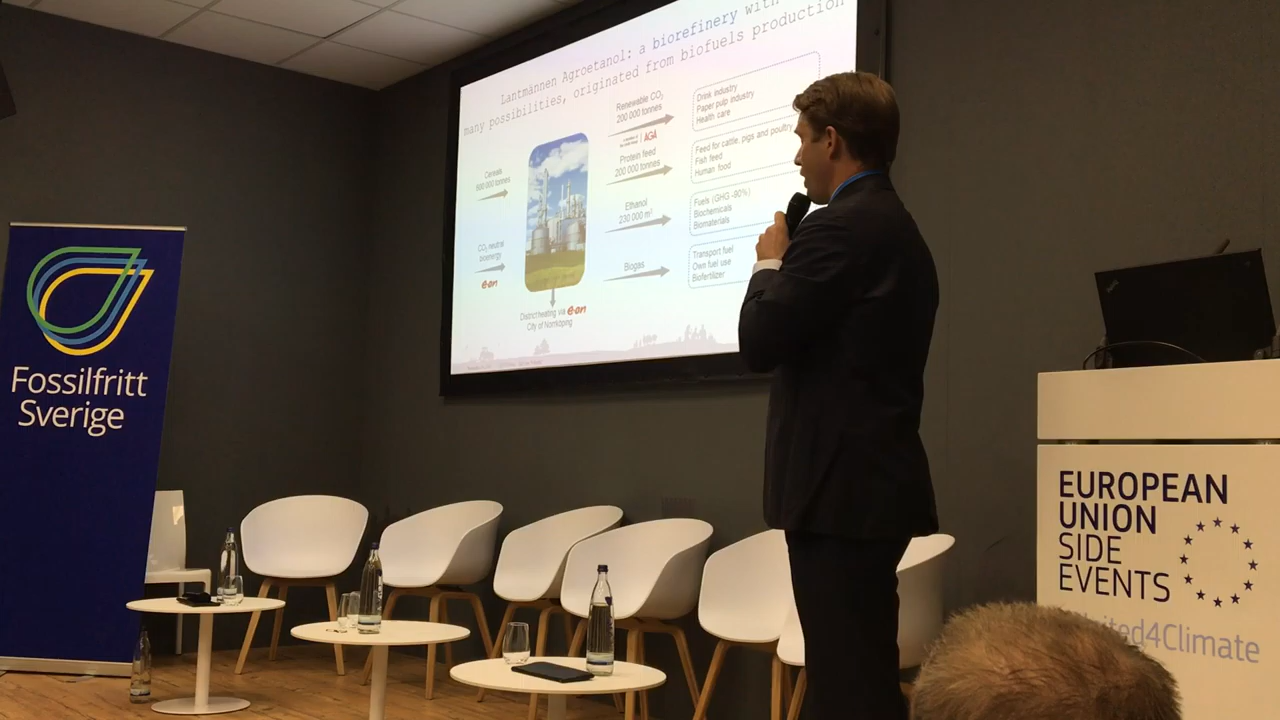 Fossilfritt
Sverige
Lantmännen Agroetanol: a biorefinery with
many possibilities, originated from biofuels production
Cereals
600 000 tonnes
CO2 neutral
bioenergy
e·on
District heating via e·on
City of Norrköping
Renewable CO2
200 000 tonnes
AGA
Protein feed
200 000 tonnes
Ethanol
230 000 m3
Biogas
Drink industry
Paper pulp industry
Health care
Feed for cattle, pigs and poultry
Fish feed
Human food
Fuels (GHG -90%)
Biochemicals
Biomaterials
Transport fuel
Own fuel use
Biofertilizer
EUROPEAN
UNION
SIDE
EVENTS
ited4Climate